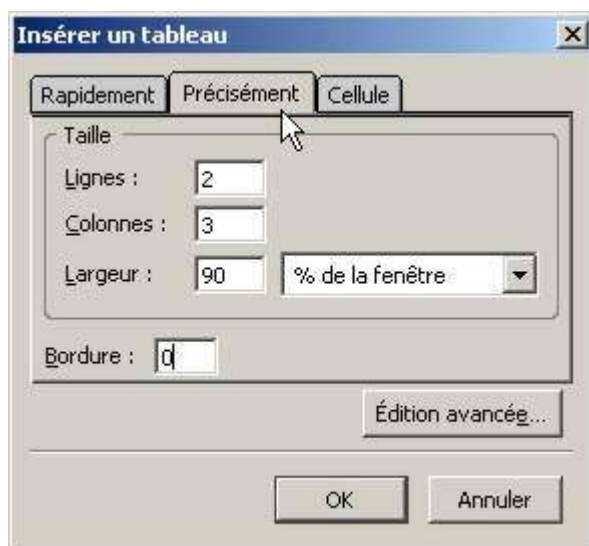 Insérer un tableau
Rapidement Précisément Cellule
Taille
Lignes : 2
Colonnes : 3
Largeur : 90 % de la fenêtre
Bordure : 0
Édition avancée...
OK Annuler